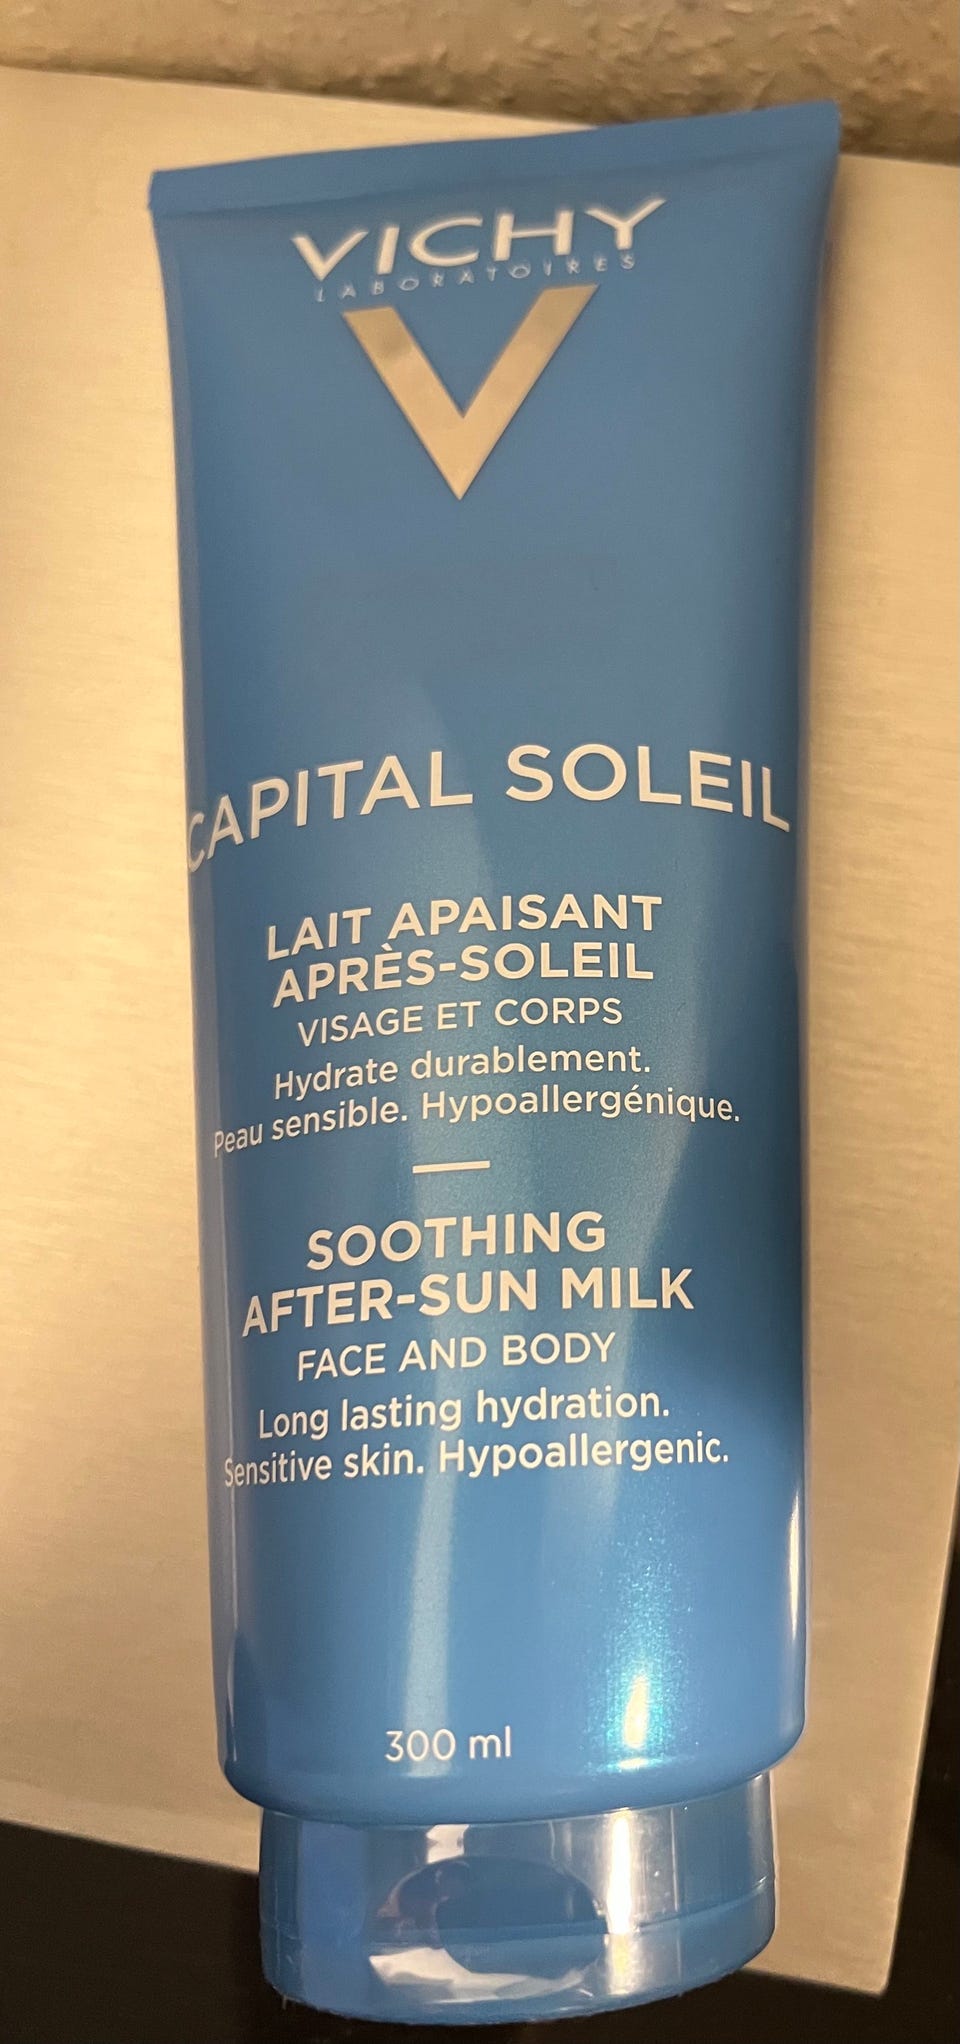 VICHY
LABORATOIRES
CAPITAL SOLEIL
LAIT APAISANT
APRÈS-SOLEIL
VISAGE ET CORPS
Hydrate durablement.
Peau sensible. Hypoallergénique.
SOOTHING
AFTER-SUN MILK
FACE AND BODY
Long lasting hydration.
Sensitive skin. Hypoallergenic.
300 ml